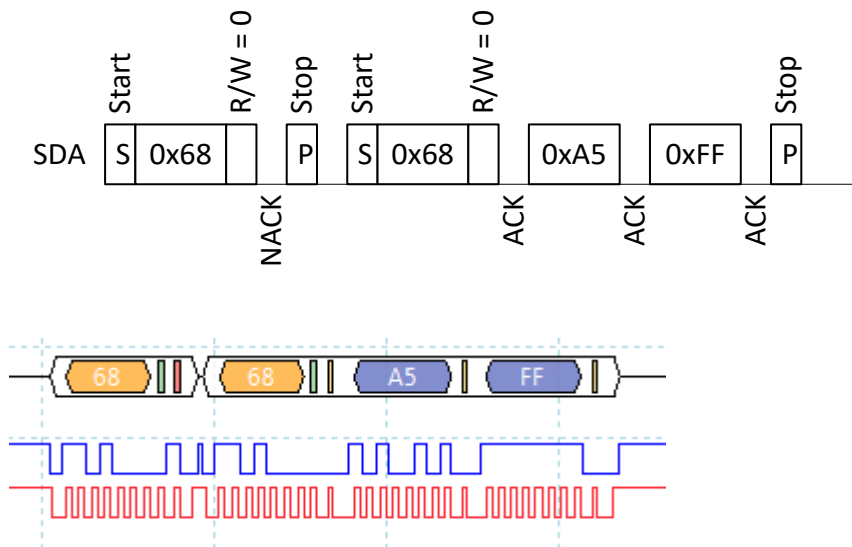 Start R/W = 0 Stop Start R/W = 0 Stop
SDA S 0x68 P S 0x68 0xA5 0xFF P
NACK ACK ACK ACK
68 68 A5 FF